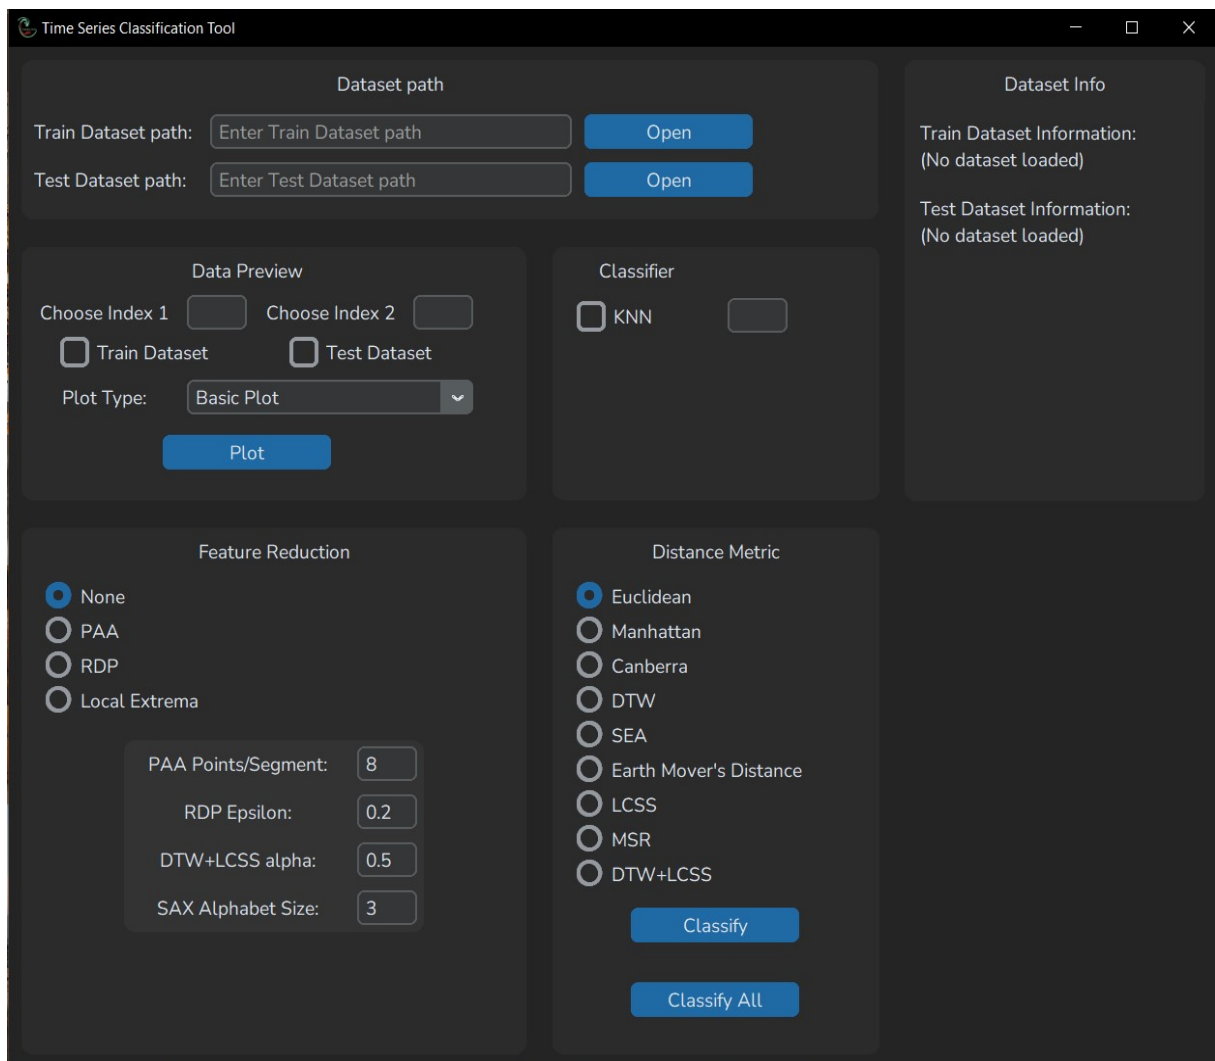 Time Series Classification Tool
Dataset path
Train Dataset path: Enter Train Dataset path Open
Test Dataset path: Enter Test Dataset path Open
Dataset Info
Train Dataset Information:
(No dataset loaded)
Test Dataset Information:
(No dataset loaded)
Data Preview
Choose Index 1 Choose Index 2
Train Dataset Test Dataset
Plot Type: Basic Plot
Plot
Classifier
KNN
Feature Reduction
None
PAA
RDP
Local Extrema
PAA Points/Segment: 8
RDP Epsilon: 0.2
DTW+LCSS alpha: 0.5
SAX Alphabet Size: 3
Distance Metric
Euclidean
Manhattan
Canberra
DTW
SEA
Earth Mover's Distance
LCSS
MSR
DTW+LCSS
Classify
Classify All